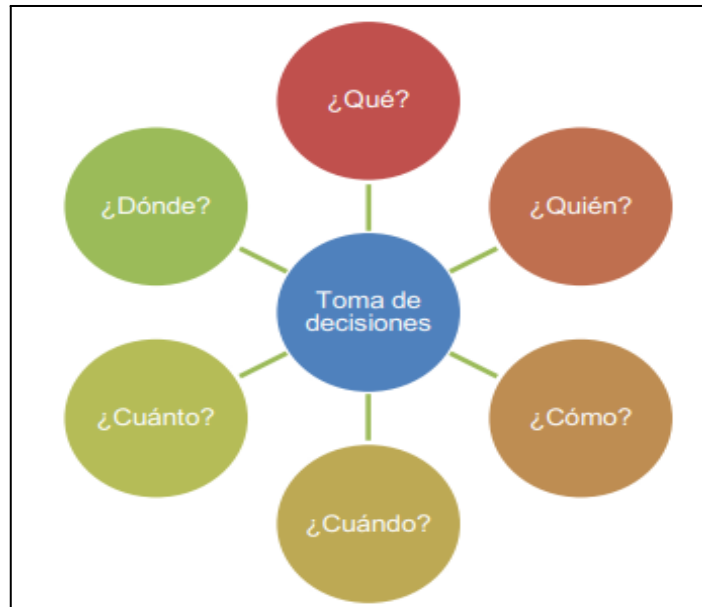 ¿Qué?
¿Quién?
¿Cómo?
¿Cuándo?
¿Cuánto?
¿Dónde?
Toma de
decisiones